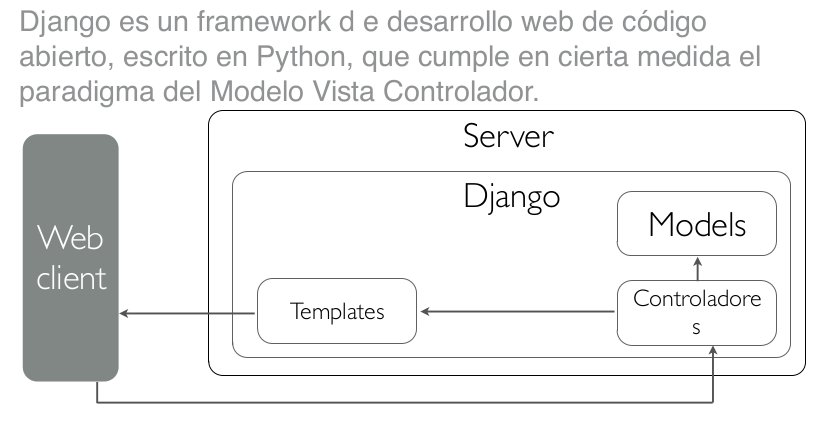 Django es un framework d e desarrollo web de código
abierto, escrito en Python, que cumple en cierta medida el
paradigma del Modelo Vista Controlador.
Server
Django
Models
Web
client
Templates
Controladore
s